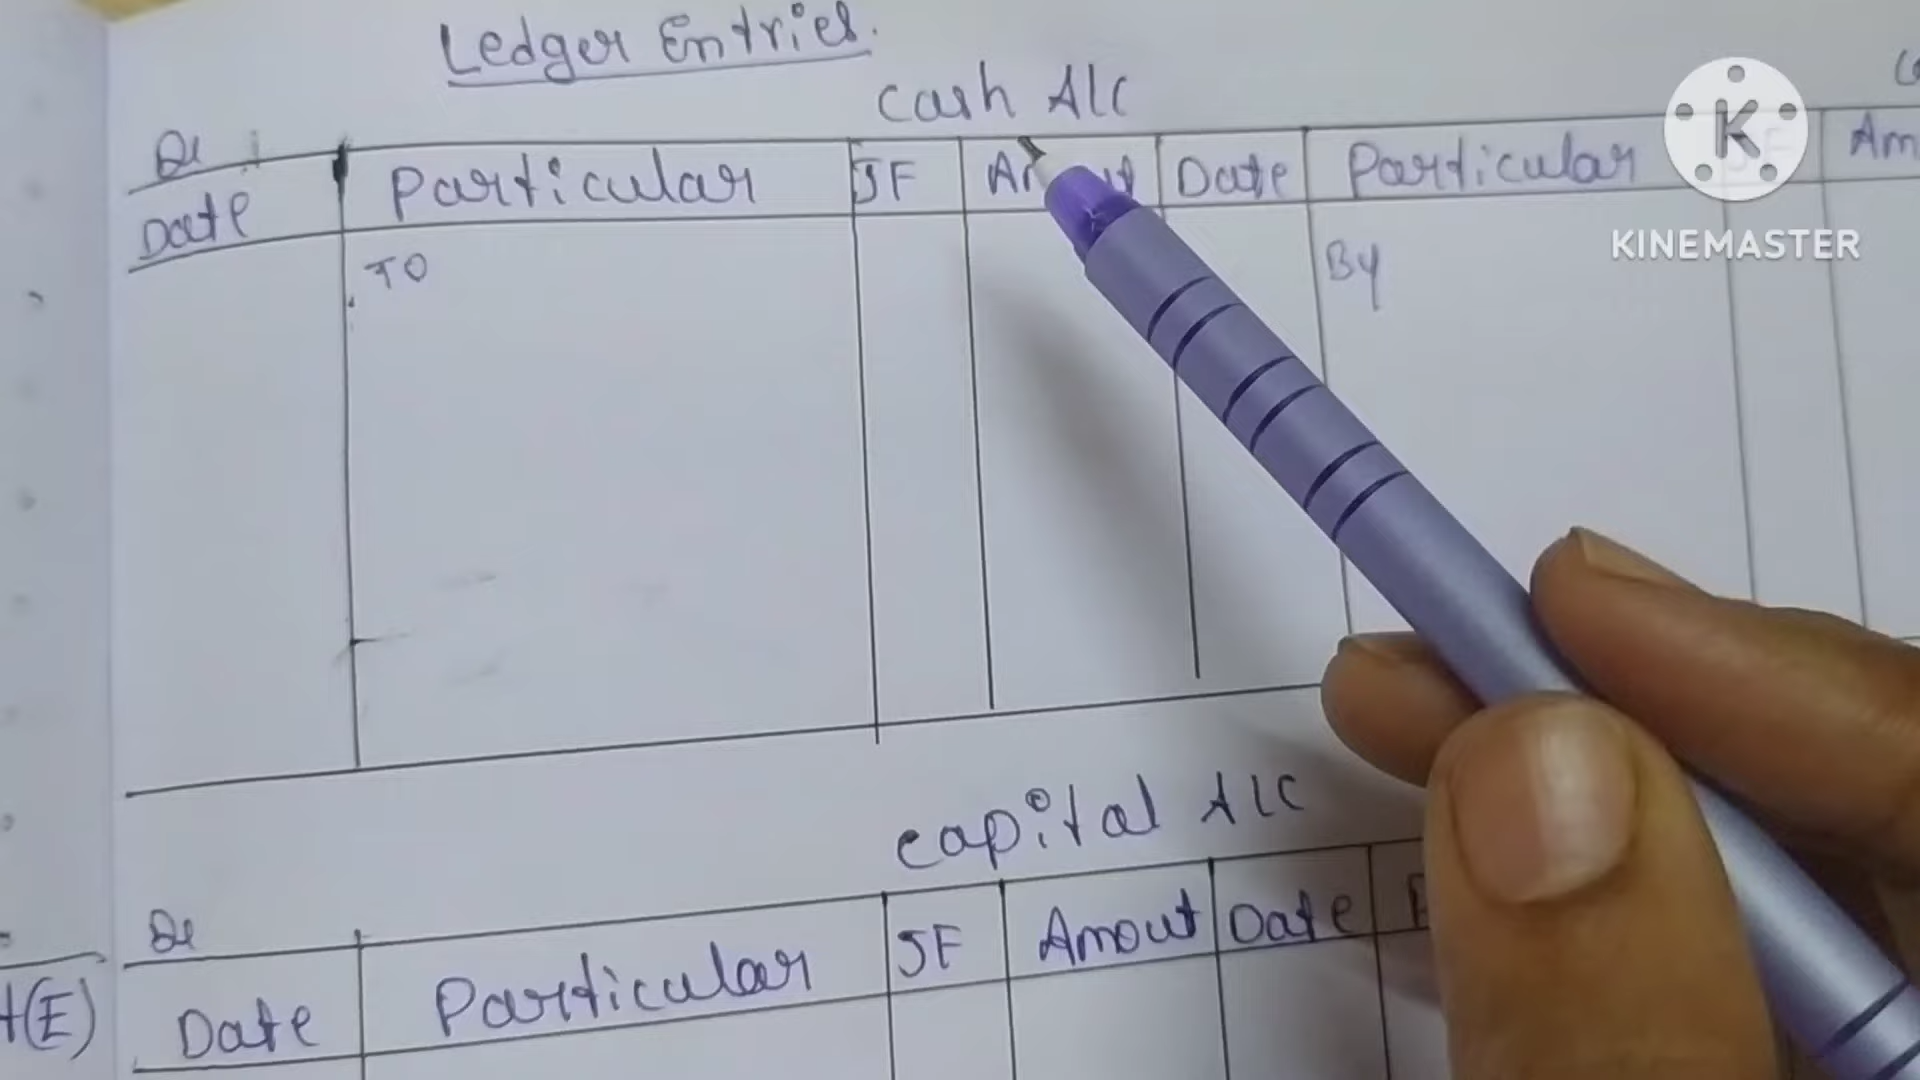 Ledger Entries.
Cash A/C
Dr
Date Particular JF Date Particular
To By
Capital A/C
Dr
Date Particular JF Amout Date
t(E)
K
KINEMASTER